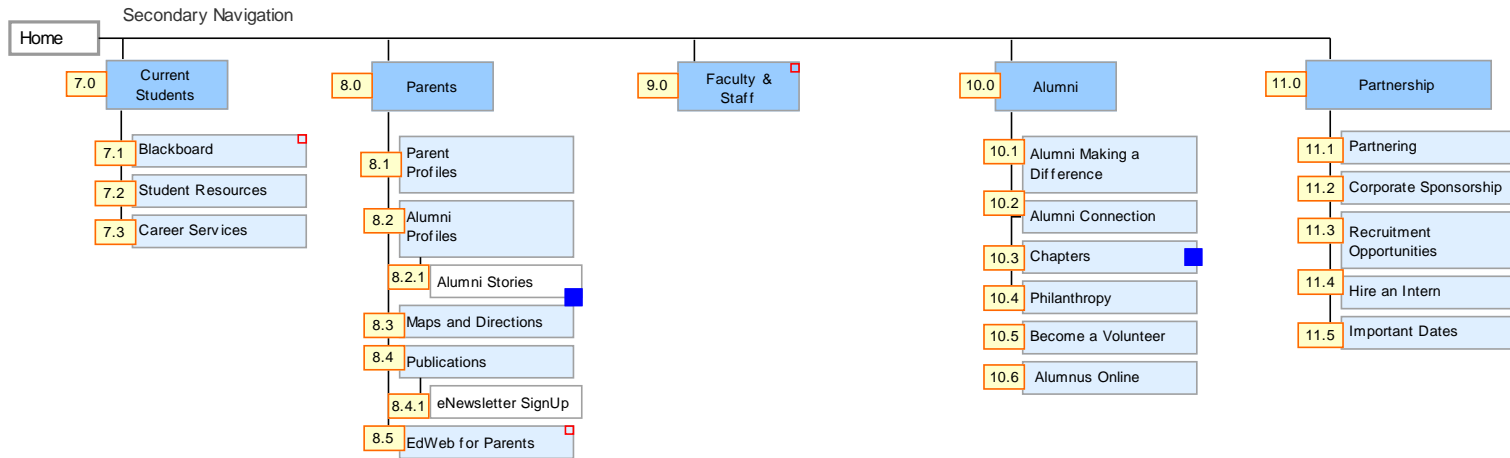 Secondary Navigation
Home
7.0
Current
Students
7.1
Blackboard
7.2
Student Resources
7.3
Career Services
8.0
Parents
8.1
Parent
Profiles
8.2
Alumni
Profiles
8.2.1
Alumni Stories
8.3
Maps and Directions
8.4
Publications
8.4.1
eNewsletter SignUp
8.5
EdWeb for Parents
9.0
Faculty &
Staff
10.0
Alumni
10.1
Alumni Making a
Difference
10.2
Alumni Connection
10.3
Chapters
10.4
Philanthropy
10.5
Become a Volunteer
10.6
Alumnus Online
11.0
Partnership
11.1
Partnering
11.2
Corporate Sponsorship
11.3
Recruitment
Opportunities
11.4
Hire an Intern
11.5
Important Dates